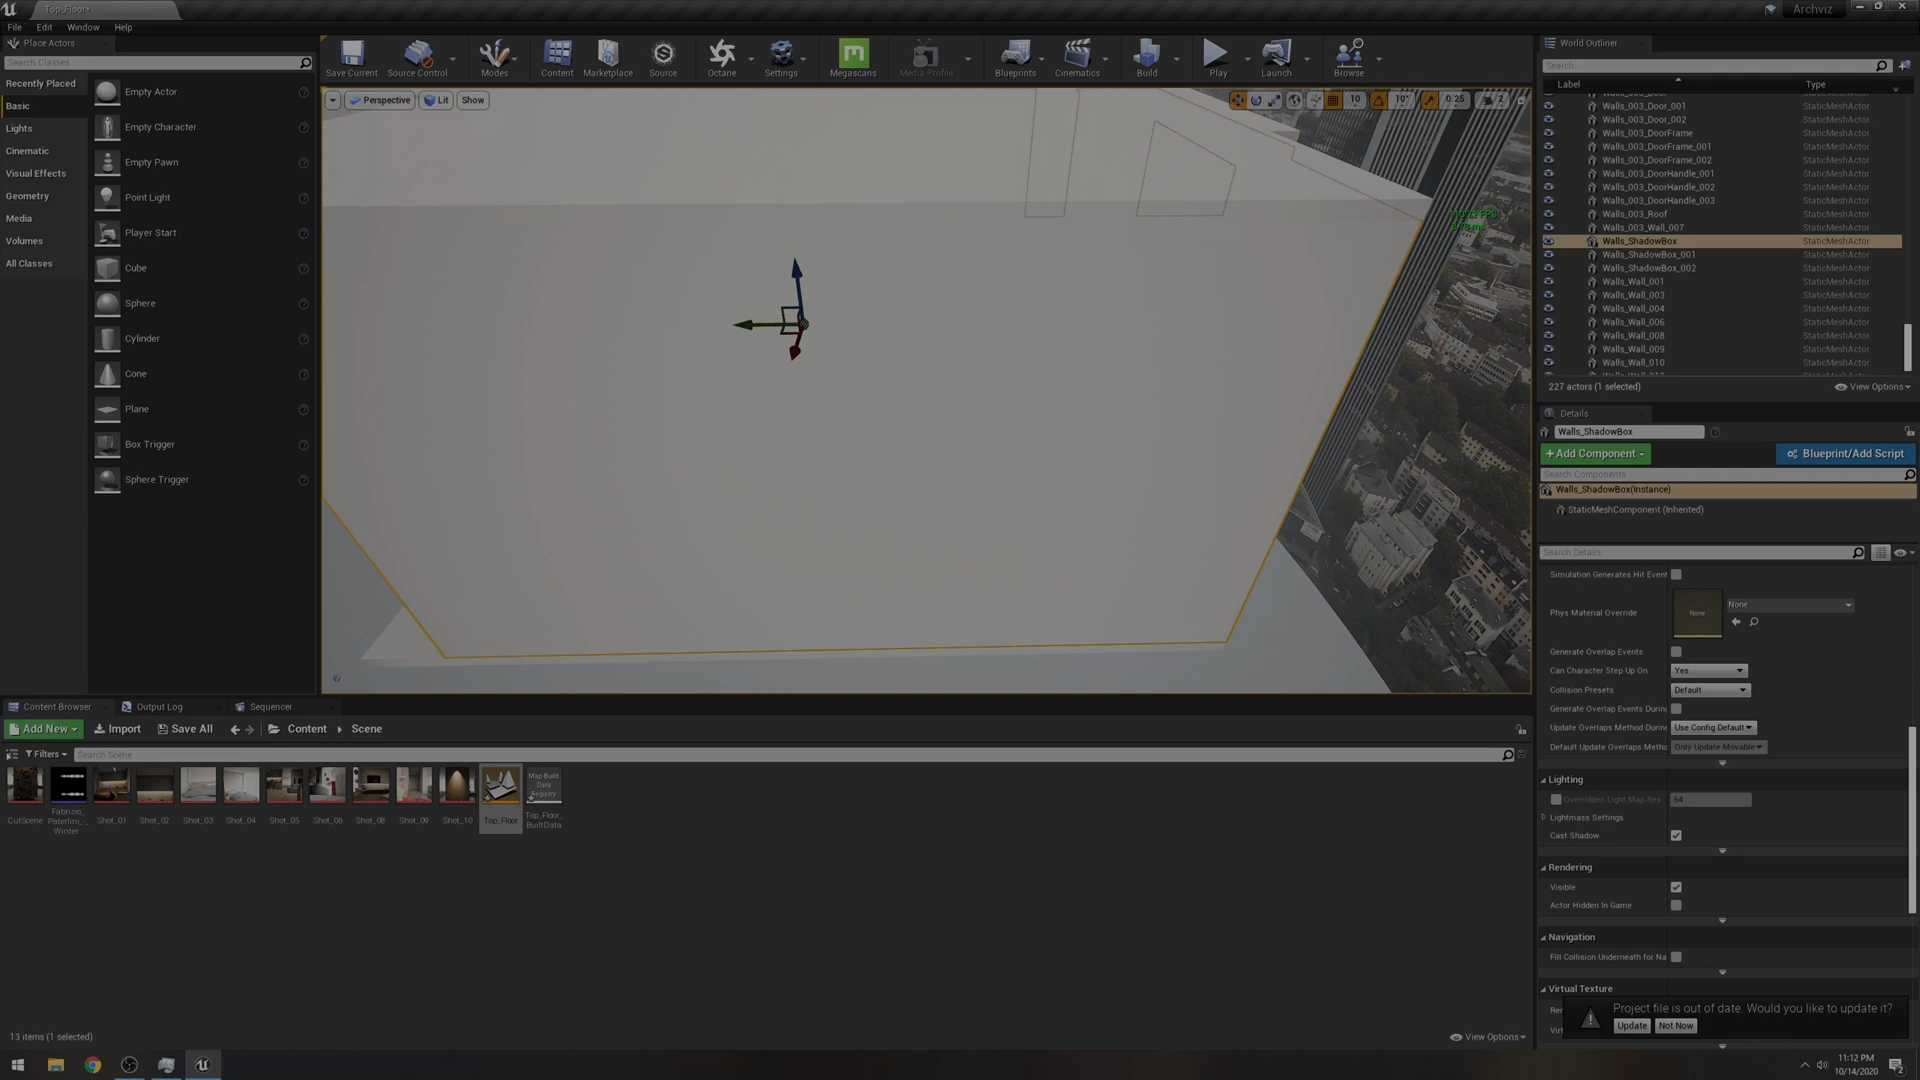 Top_Floor•
Archviz
File Edit Window Help
Place Actors
Search Classes
Recently Placed
Basic
Lights
Cinematic
Visual Effects
Geometry
Media
Volumes
All Classes
Empty Actor
Empty Character
Empty Pawn
Point Light
Player Start
Cube
Sphere
Cylinder
Cone
Plane
Box Trigger
Sphere Trigger
Save Current Source Control Modes Content Marketplace Source Octane Settings Megascans Media Profile Blueprints Cinematics Build Play Launch Browse
Perspective Lit Show
10 10° 0.25 2
World Outliner
Search...
Label Type
Walls_003_Door_001 StaticMeshActor
Walls_003_Door_002 StaticMeshActor
Walls_003_DoorFrame StaticMeshActor
Walls_003_DoorFrame_001 StaticMeshActor
Walls_003_DoorFrame_002 StaticMeshActor
Walls_003_DoorHandle_001 StaticMeshActor
Walls_003_DoorHandle_002 StaticMeshActor
Walls_003_DoorHandle_003 StaticMeshActor
Walls_003_Roof StaticMeshActor
Walls_003_Wall_007 StaticMeshActor
Walls_ShadowBox StaticMeshActor
Walls_ShadowBox_001 StaticMeshActor
Walls_ShadowBox_002 StaticMeshActor
Walls_Wall_001 StaticMeshActor
Walls_Wall_003 StaticMeshActor
Walls_Wall_004 StaticMeshActor
Walls_Wall_006 StaticMeshActor
Walls_Wall_008 StaticMeshActor
Walls_Wall_009 StaticMeshActor
Walls_Wall_010 StaticMeshActor
227 actors (1 selected)
View Options
Details
Walls_ShadowBox
+Add Component
Blueprint/Add Script
Search Components
Walls_ShadowBox(Instance)
StaticMeshComponent (Inherited)
Search Details
Simulation Generates Hit Event
Phys Material Override None None
Generate Overlap Events
Can Character Step Up On Yes
Collision Presets Default
Generate Overlap Events Durin
Update Overlaps Method Durin Use Config Default
Default Update Overlaps Metho Only Update Movable
Lighting
Overridden Light Map Res 64
Lightmass Settings
Cast Shadow
Rendering
Visible
Actor Hidden In Game
Navigation
Fill Collision Underneath for Na
Virtual Texture
Project file is out of date. Would you like to update it?
Update Not Now
Content Browser Output Log Sequencer
Add New Import Save All Content Scene
Filters Search Scene
CutScene
Fabrizio_
Paterlini_-_
Winter
Shot_01
Shot_02
Shot_03
Shot_04
Shot_05
Shot_06
Shot_08
Shot_09
Shot_10
Top_Floor
Map Build
Data
Registry
Top_Floor_
BuiltData
13 items (1 selected)
View Options
11:12 PM
10/14/2020